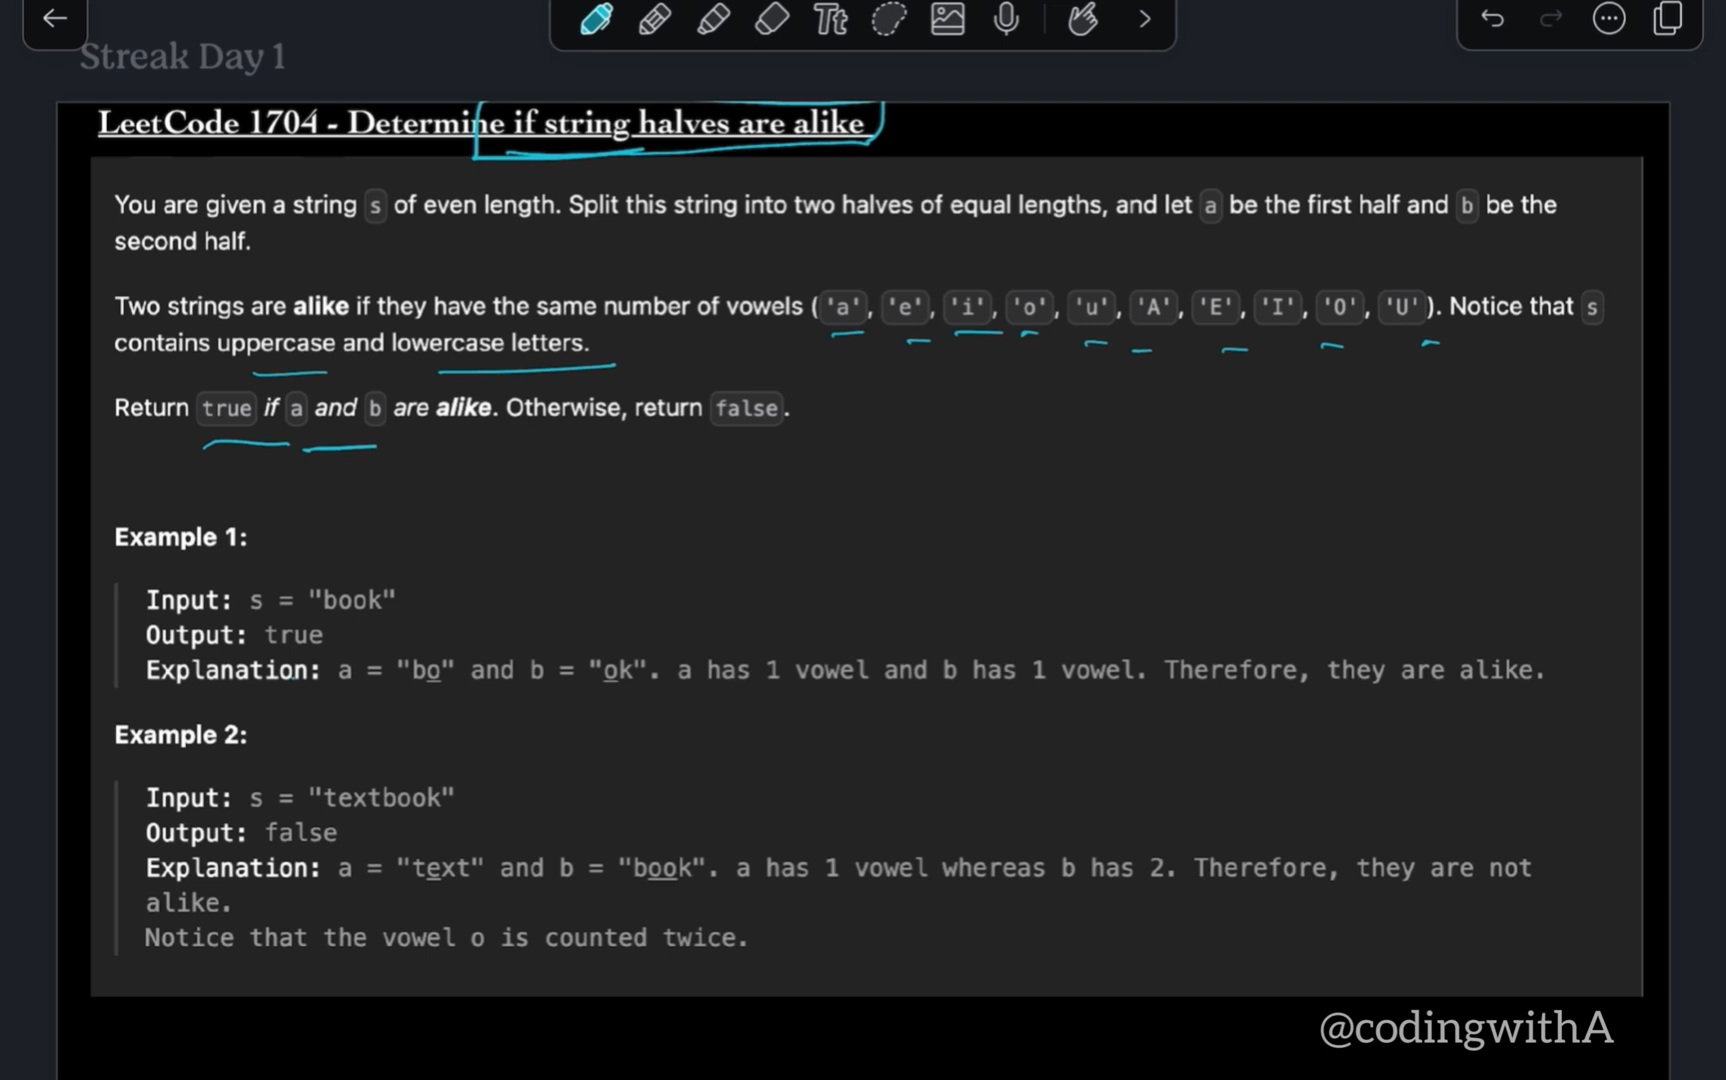 Streak Day 1
Tt
LeetCode 1704 - Determine if string halves are alike
You are given a string s of even length. Split this string into two halves of equal lengths, and let a be the first half and b be the
second half.
Two strings are alike if they have the same number of vowels ('a', 'e', 'i', 'o', 'u', 'A', 'E', 'I', 'O', 'U'). Notice that s
contains uppercase and lowercase letters.
Return true if a and b are alike. Otherwise, return false.
Example 1:
Input: s = "book"
Output: true
Explanation: a = "bo" and b = "ok". a has 1 vowel and b has 1 vowel. Therefore, they are alike.
Example 2:
Input: s = "textbook"
Output: false
Explanation: a = "text" and b = "book". a has 1 vowel whereas b has 2. Therefore, they are not
alike.
Notice that the vowel o is counted twice.
@codingwithA